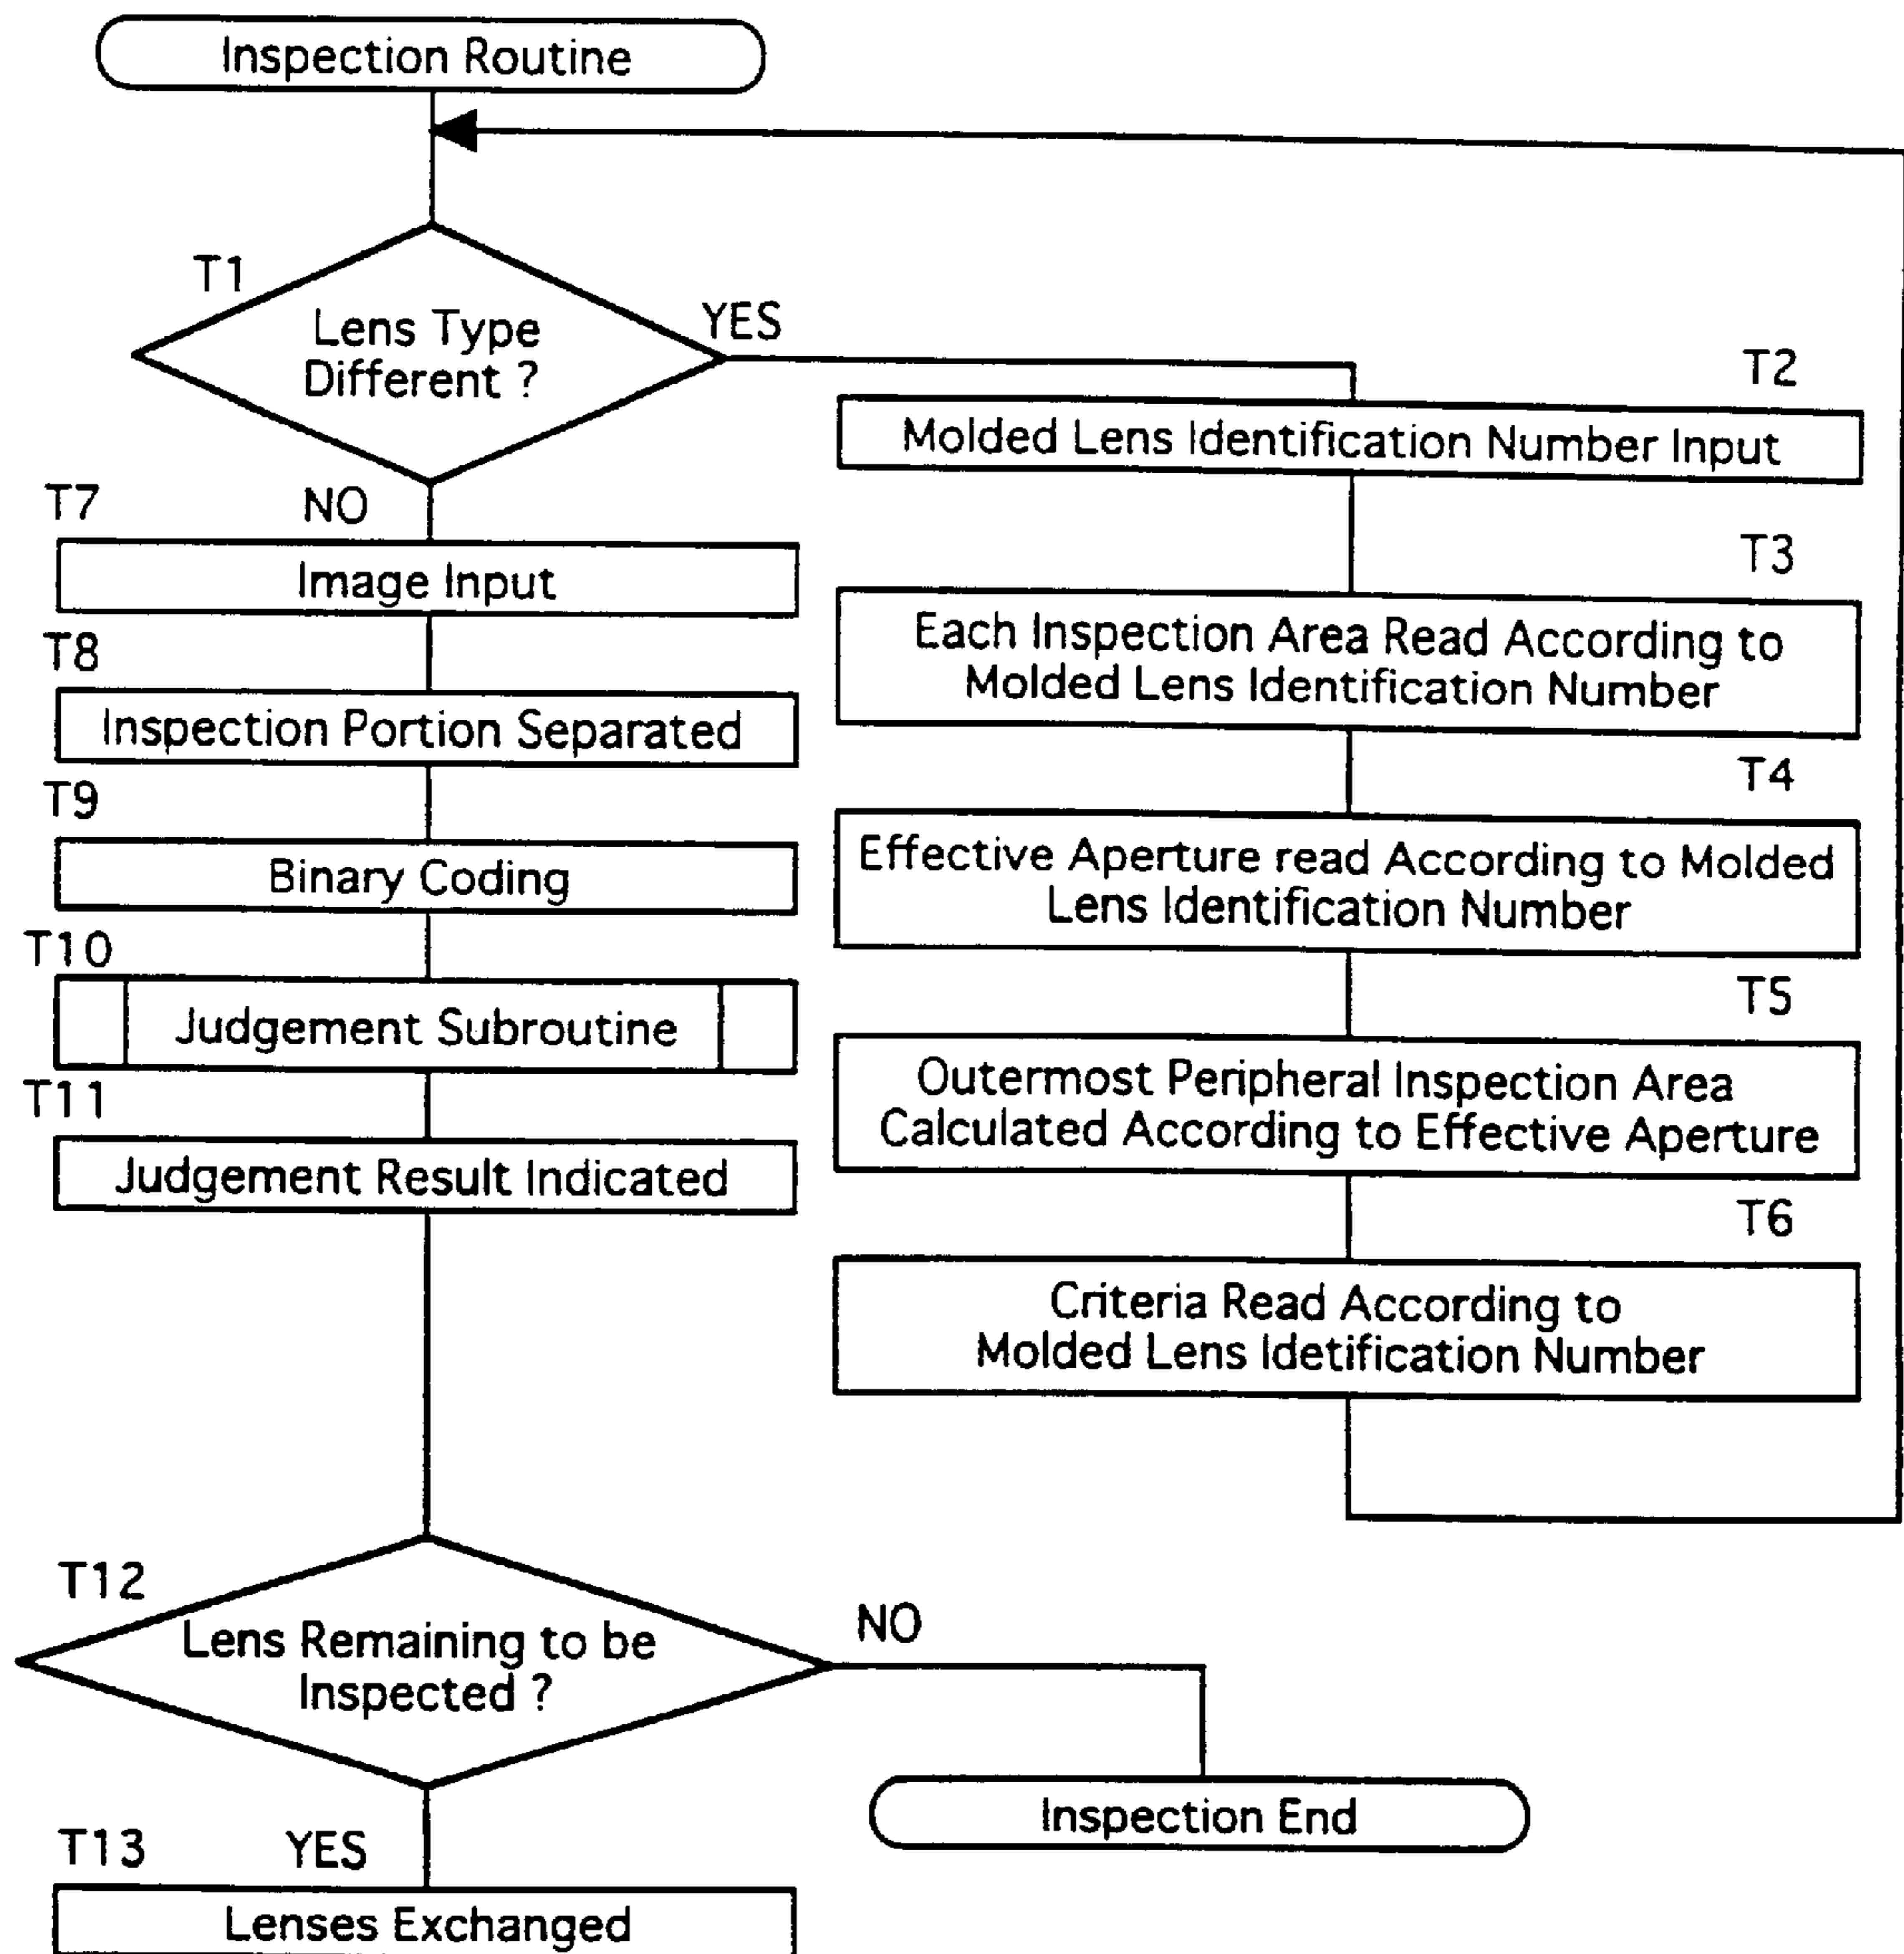 Inspection Routine
T1
Lens Type
Different ?
YES
NO
T2
Molded Lens Identification Number Input
T3
Each Inspection Area Read According to
Molded Lens Identification Number
T4
Effective Aperture read According to Molded
Lens Identification Number
T5
Outermost Peripheral Inspection Area
Calculated According to Effective Aperture
T6
Criteria Read According to
Molded Lens Idetification Number
T7
Image Input
T8
Inspection Portion Separated
T9
Binary Coding
T10
Judgement Subroutine
T11
Judgement Result Indicated
T12
Lens Remaining to be
Inspected ?
NO
Inspection End
T13
YES
Lenses Exchanged